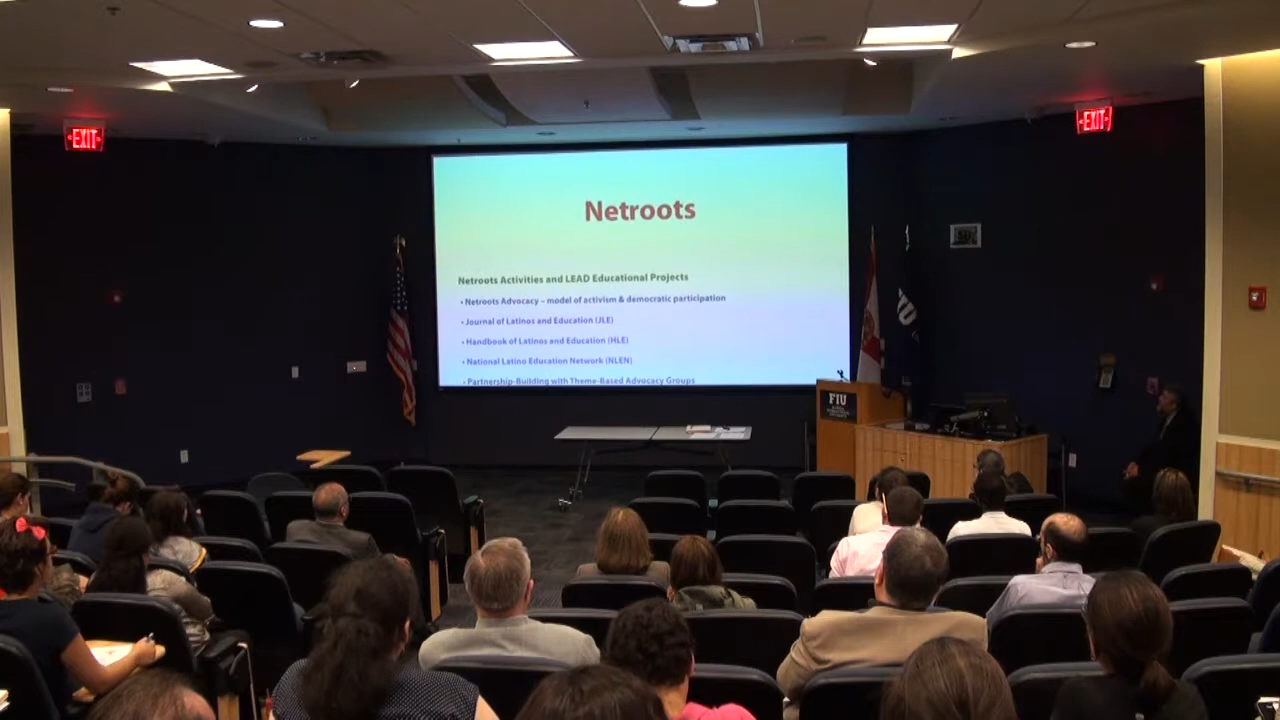 EXIT
EXIT
Netroots
Netroots Activities and LEAD Educational Projects
• Netroots Advocacy – model of activism & democratic participation
• Journal of Latinos and Education (JLE)
• Handbook of Latinos and Education (HLE)
• National Latino Education Network (NLEN)
• Partnership-Building with Theme-Based Advocacy Groups
FIU